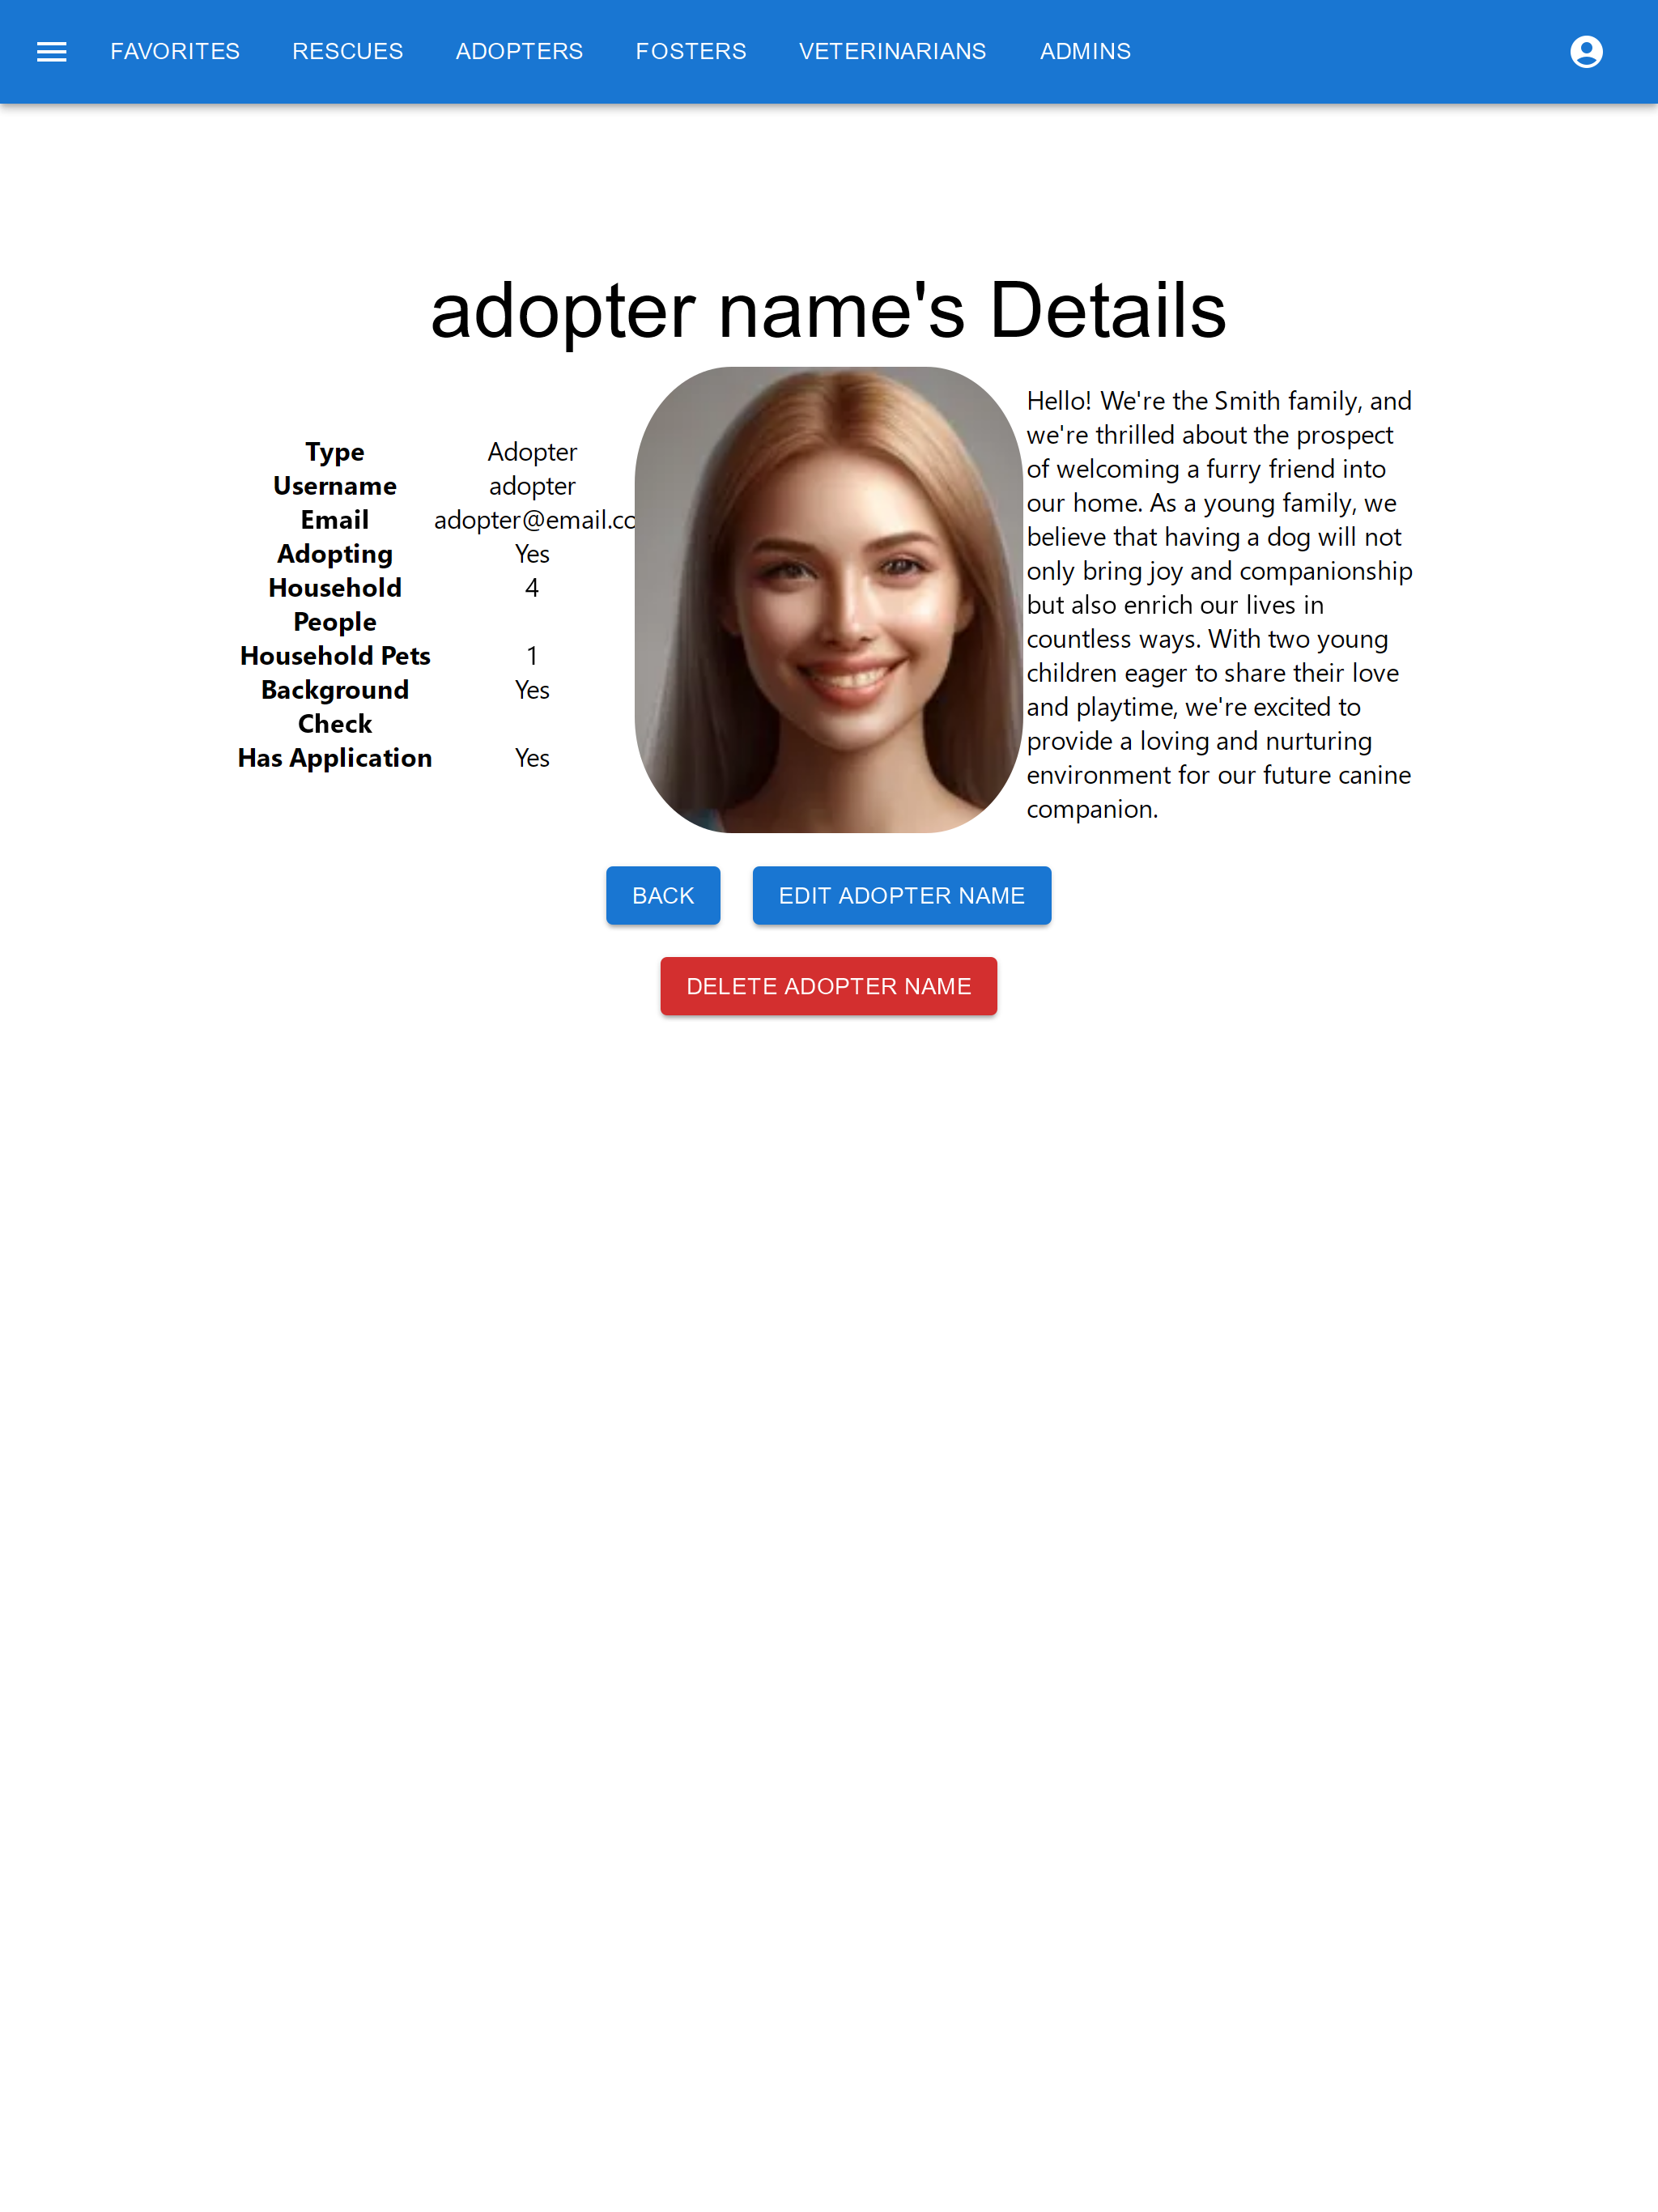 FAVORITES RESCUES ADOPTERS FOSTERS VETERINARIANS ADMINS
adopter name's Details
Type Adopter
Username adopter
Email adopter@email.co
Adopting Yes
Household 4
People
Household Pets 1
Background Yes
Check
Has Application Yes
Hello! We're the Smith family, and
we're thrilled about the prospect
of welcoming a furry friend into
our home. As a young family, we
believe that having a dog will not
only bring joy and companionship
but also enrich our lives in
countless ways. With two young
children eager to share their love
and playtime, we're excited to
provide a loving and nurturing
environment for our future canine
companion.
BACK EDIT ADOPTER NAME
DELETE ADOPTER NAME